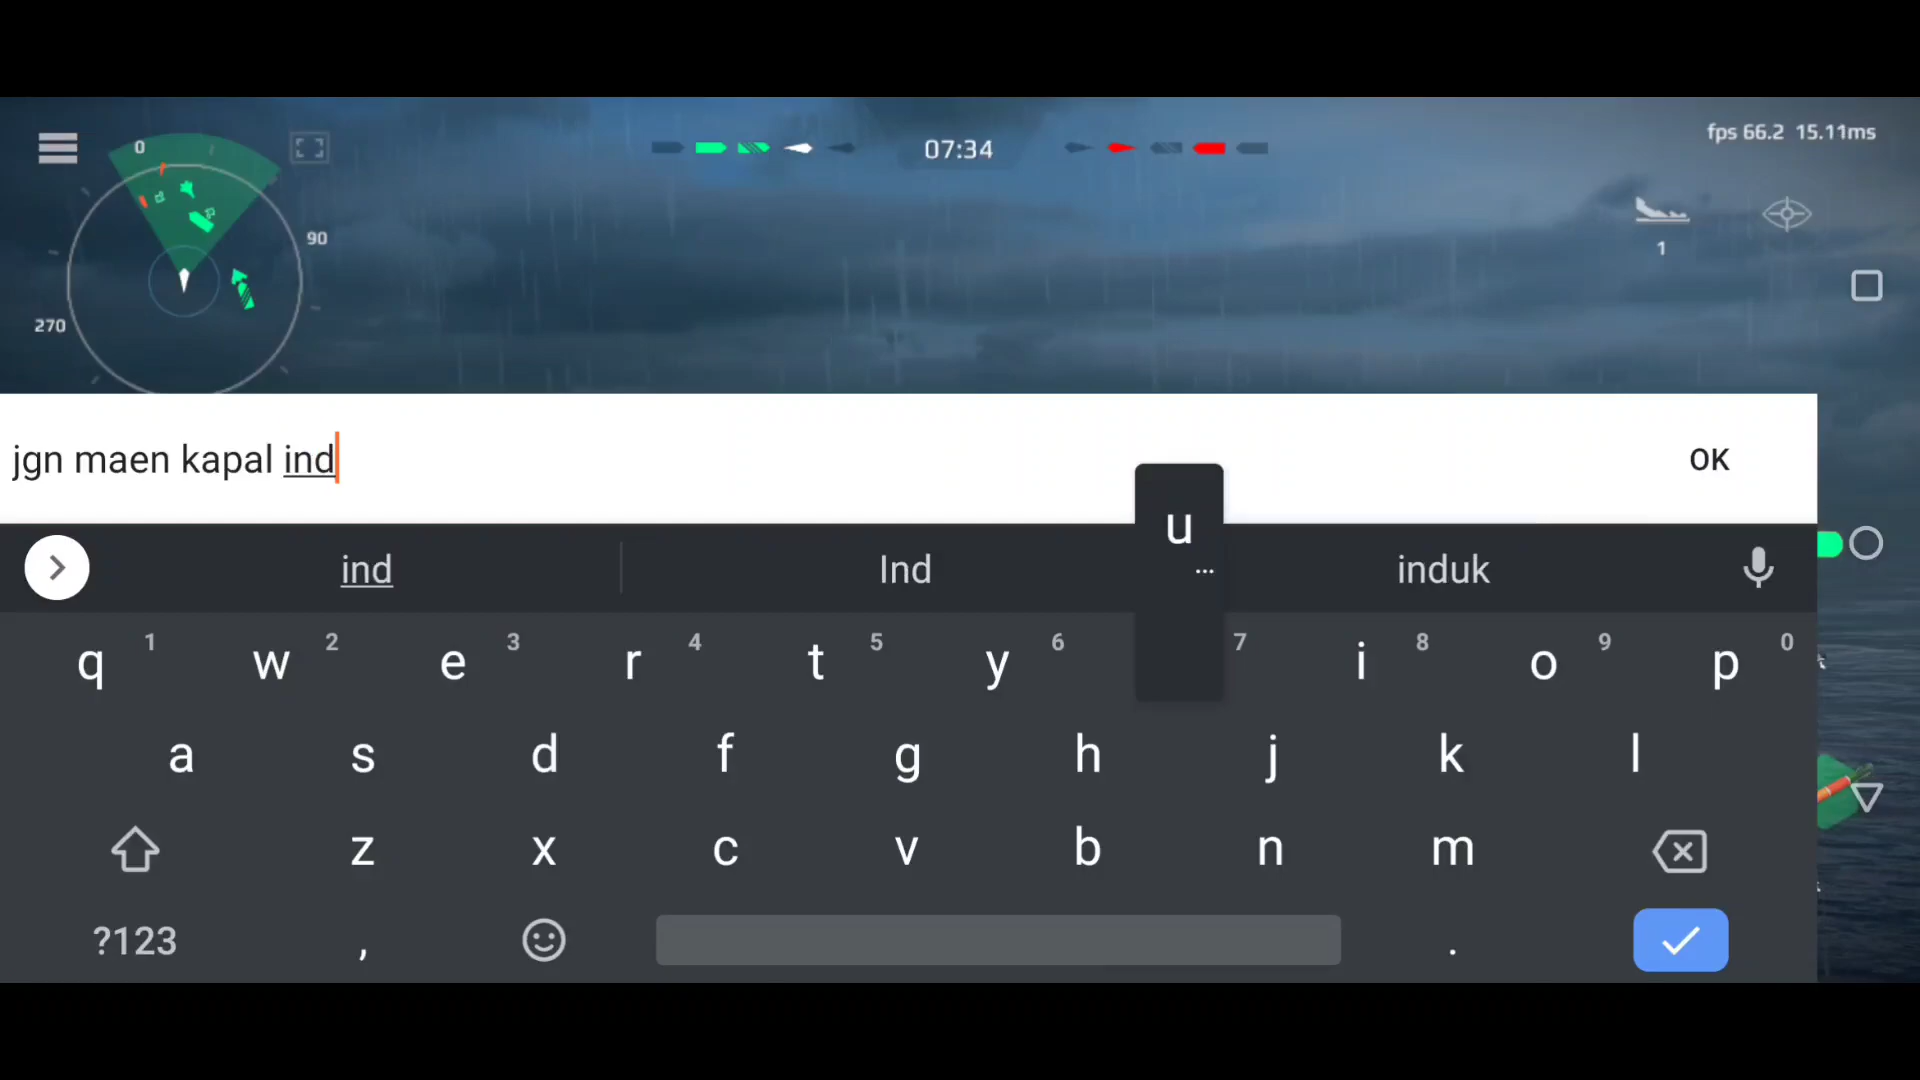 0
07:34
fps 66.2 15.11ms
90
1
270
jgn maen kapal ind
OK
u
...
ind
Ind
induk
q 1 w 2 e 3 r 4 t 5 y 6 7 i 8 o 9 p 0
a s d f g h j k l
z x c v b n m
?123 , .